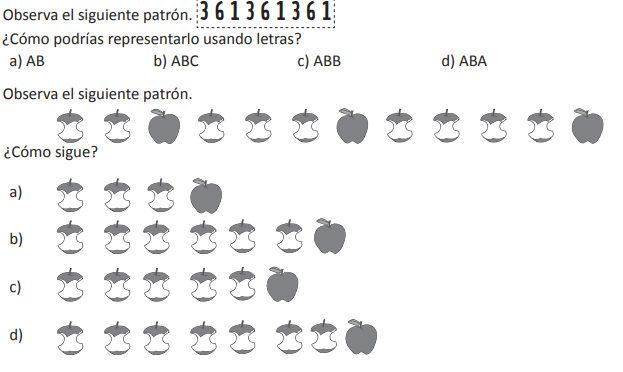 Observa el siguiente patrón. 3 6 1 3 6 1 3 6 1
¿Cómo podrías representarlo usando letras?
a) AB b) ABC c) ABB d) ABA
Observa el siguiente patrón.
¿Cómo sigue?
a)
b)
c)
d)